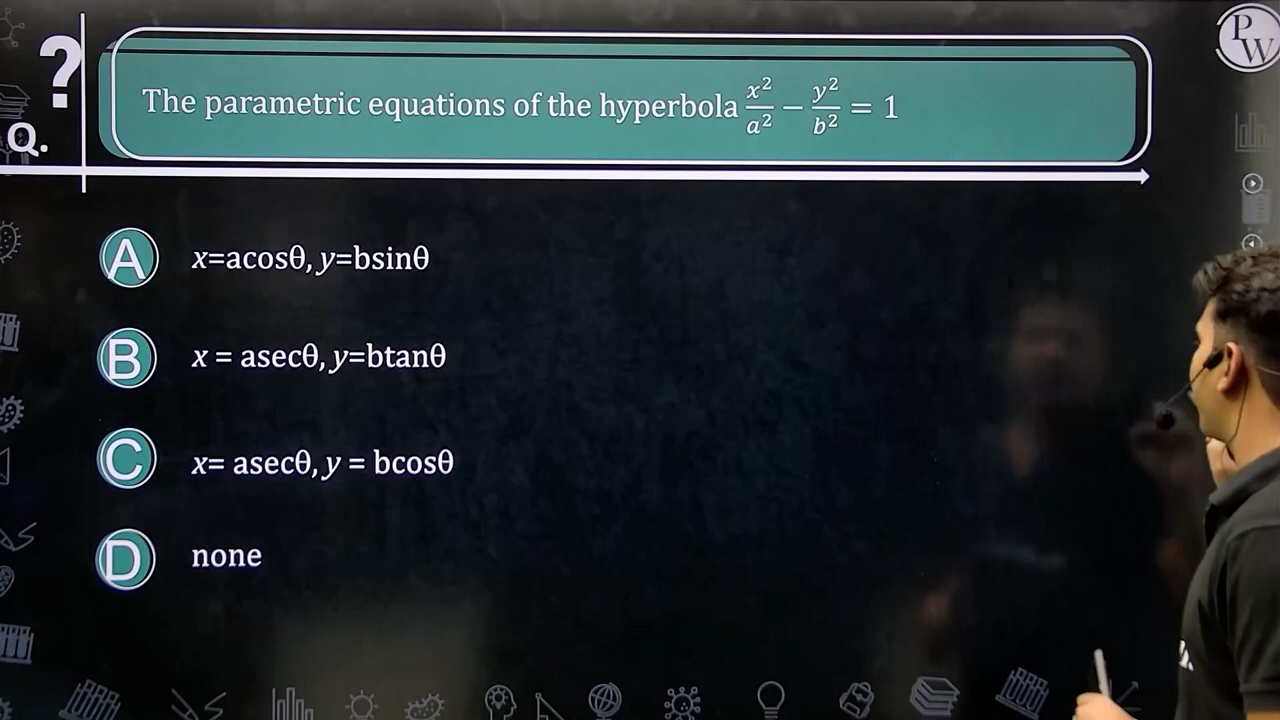 PW
?
Q.
The parametric equations of the hyperbola x²/a² − y²/b² = 1
A x=acosθ, y=bsinθ
B x = asecθ, y=btanθ
C x= asecθ, y = bcosθ
D none